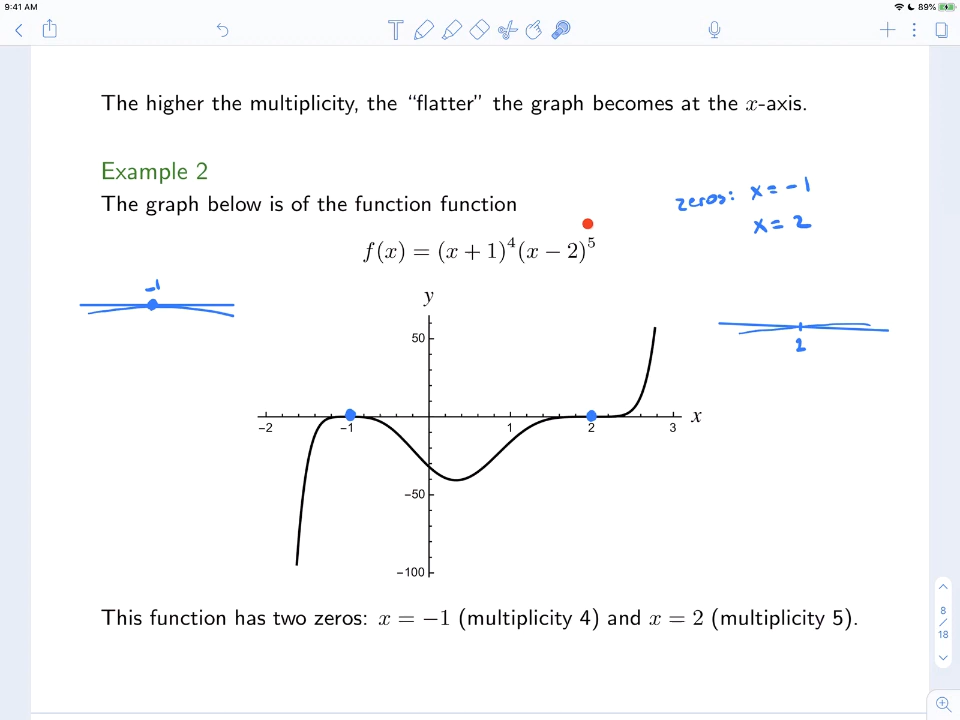 9:41 AM
89%
The higher the multiplicity, the “flatter” the graph becomes at the x-axis.
Example 2
The graph below is of the function function
zeros: x = -1
x = 2
f(x) = (x + 1)⁴(x − 2)⁵
-1
2
y
50
x
−2 −1 1 2 3
−50
−100
This function has two zeros: x = −1 (multiplicity 4) and x = 2 (multiplicity 5).
8
/
18